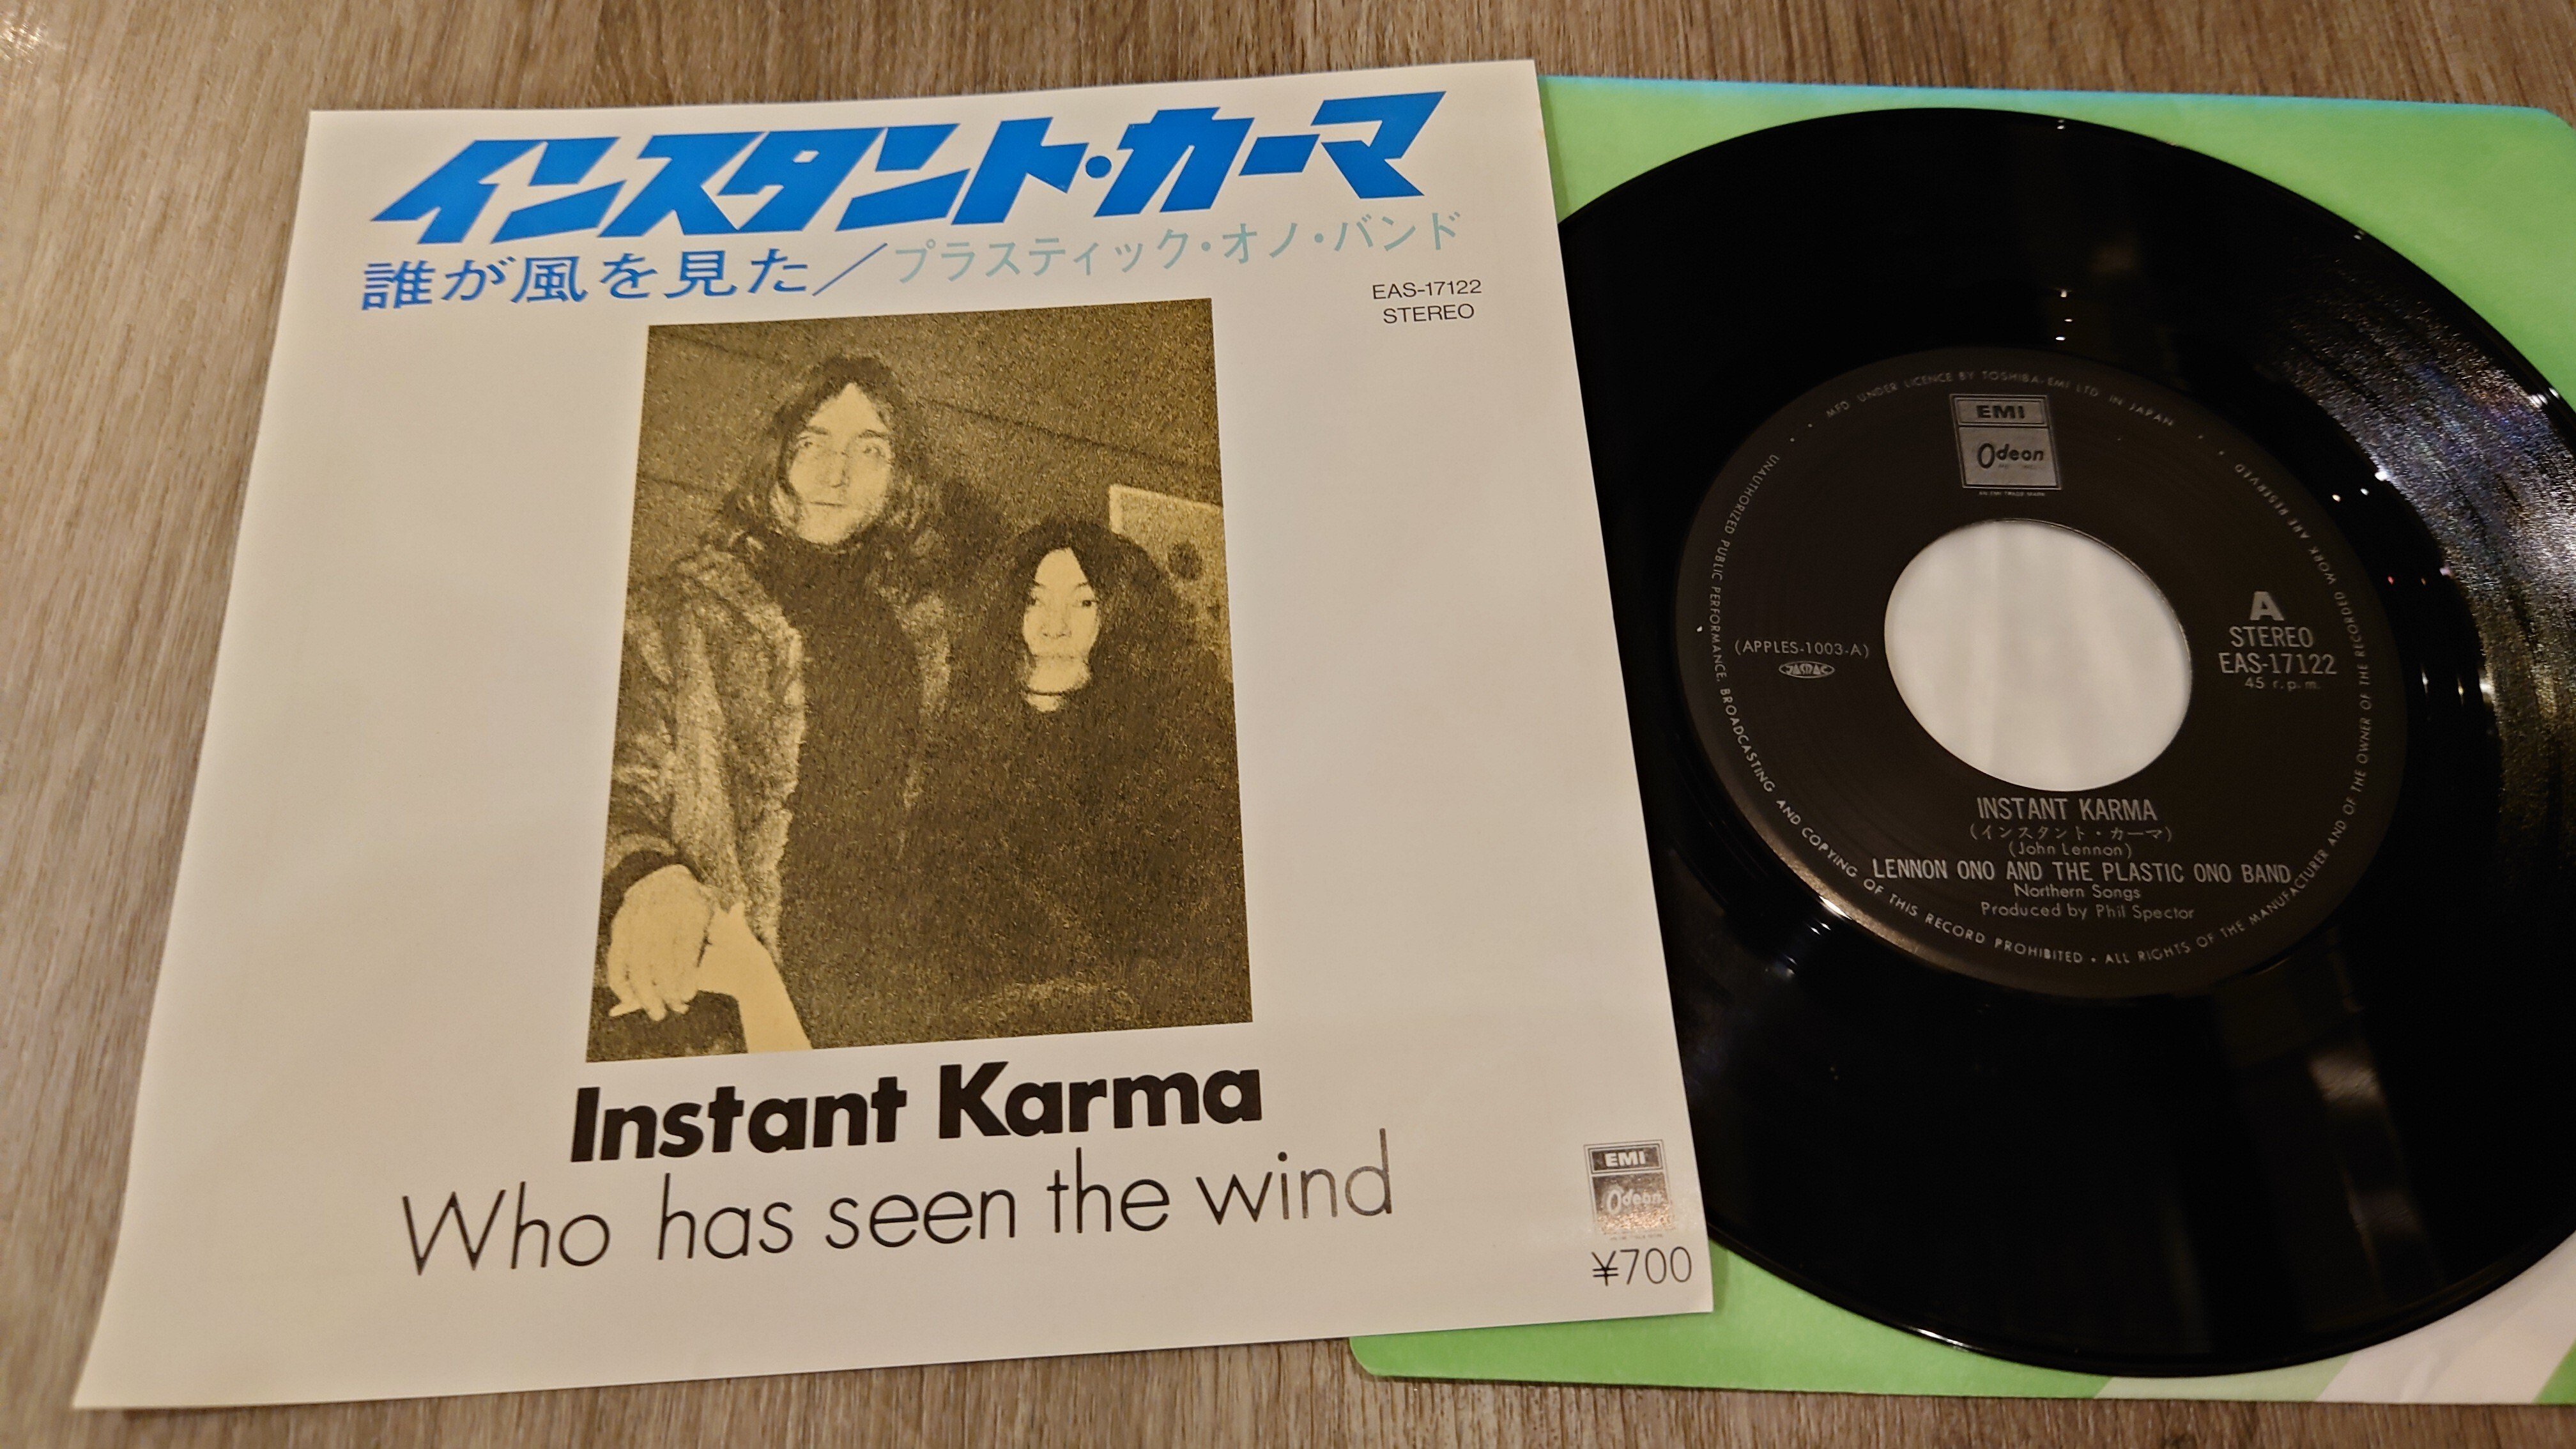 インスタント・カーマ
誰が風を見た／プラスティック・オノ・バンド
EAS-17122
STEREO
Instant Karma
Who has seen the wind
EMI
Odeon
¥700
MFD. UNDER LICENCE BY TOSHIBA-EMI LTD. IN JAPAN
EMI
Odeon
AN EMI TRADE MARK
A
STEREO
EAS-17122
45 r.p.m.
(APPLES-1003-A)
JASRAC
INSTANT KARMA
(インスタント・カーマ)
(John Lennon)
LENNON ONO AND THE PLASTIC ONO BAND
Northern Songs
Produced by Phil Spector
UNAUTHORIZED PUBLIC PERFORMANCE, BROADCASTING AND COPYING OF THIS RECORD PROHIBITED • ALL RIGHTS OF THE MANUFACTURER AND OF THE OWNER OF THE RECORDED WORK ARE RESERVED